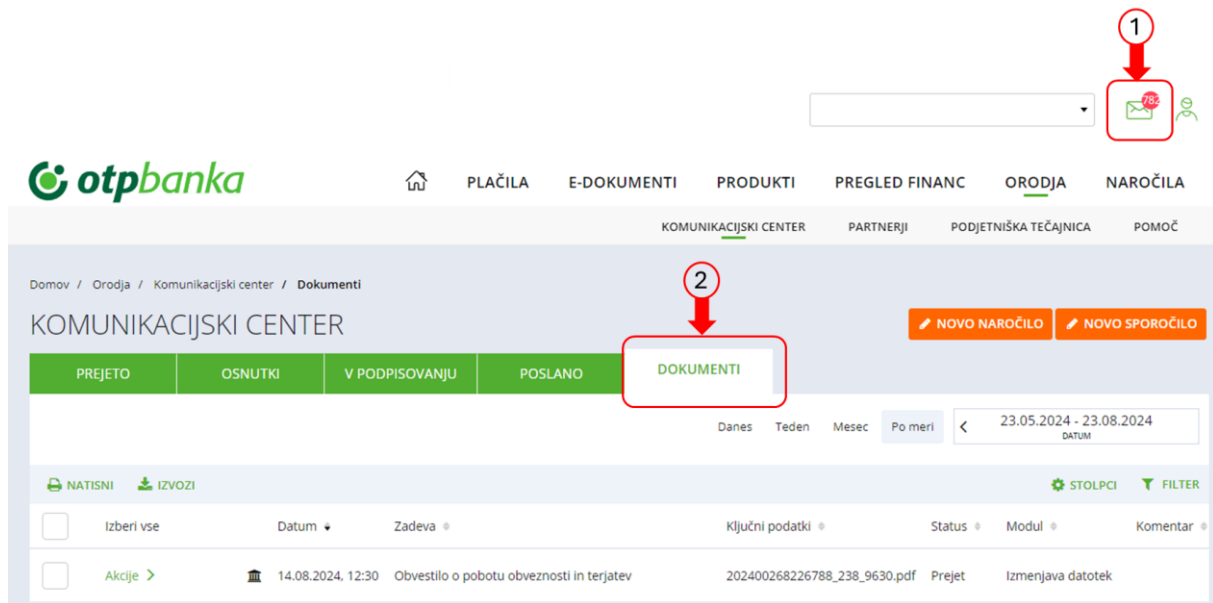 1
782
otpbanka
PLAČILA E-DOKUMENTI PRODUKTI PREGLED FINANC ORODJA NAROČILA
KOMUNIKACIJSKI CENTER PARTNERJI PODJETNIŠKA TEČAJNICA POMOČ
Domov / Orodja / Komunikacijski center / Dokumenti
2
KOMUNIKACIJSKI CENTER
NOVO NAROČILO NOVO SPOROČILO
PREJETO OSNUTKI V PODPISOVANJU POSLANO DOKUMENTI
Danes Teden Mesec Po meri < 23.05.2024 - 23.08.2024
DATUM
NATISNI IZVOZI STOLPCI FILTER
Izberi vse Datum Zadeva Ključni podatki Status Modul Komentar
Akcije > 14.08.2024, 12:30 Obvestilo o pobotu obveznosti in terjatev 202400268226788_238_9630.pdf Prejet Izmenjava datotek